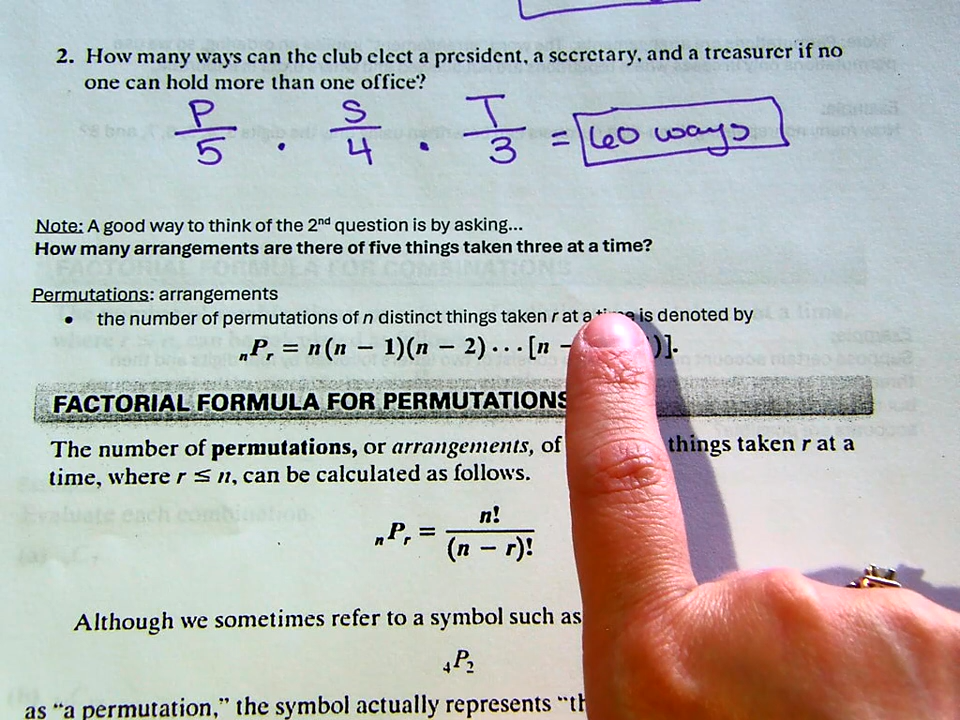 2. How many ways can the club elect a president, a secretary, and a treasurer if no
one can hold more than one office?
P S T
5 · 4 · 3 = 60 ways
Note: A good way to think of the 2nd question is by asking...
How many arrangements are there of five things taken three at a time?
Permutations: arrangements
• the number of permutations of n distinct things taken r at a time is denoted by
nPr = n(n − 1)(n − 2) · · · [n − )].
FACTORIAL FORMULA FOR PERMUTATIONS
The number of permutations, or arrangements, of things taken r at a
time, where r ≤ n, can be calculated as follows.
nPr = n! / (n − r)!
Although we sometimes refer to a symbol such as
4P2
as “a permutation,” the symbol actually represents